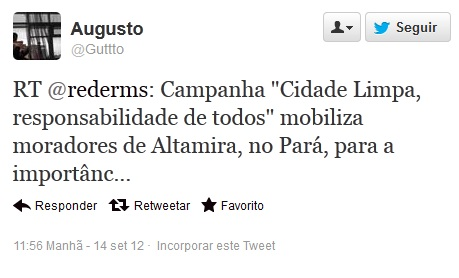 Augusto
@Guttto
Seguir
RT @rederms: Campanha "Cidade Limpa,
responsabilidade de todos" mobiliza
moradores de Altamira, no Pará, para a
importânc...
Responder Retweetar Favorito
11:56 Manhã - 14 set 12 · Incorporar este Tweet